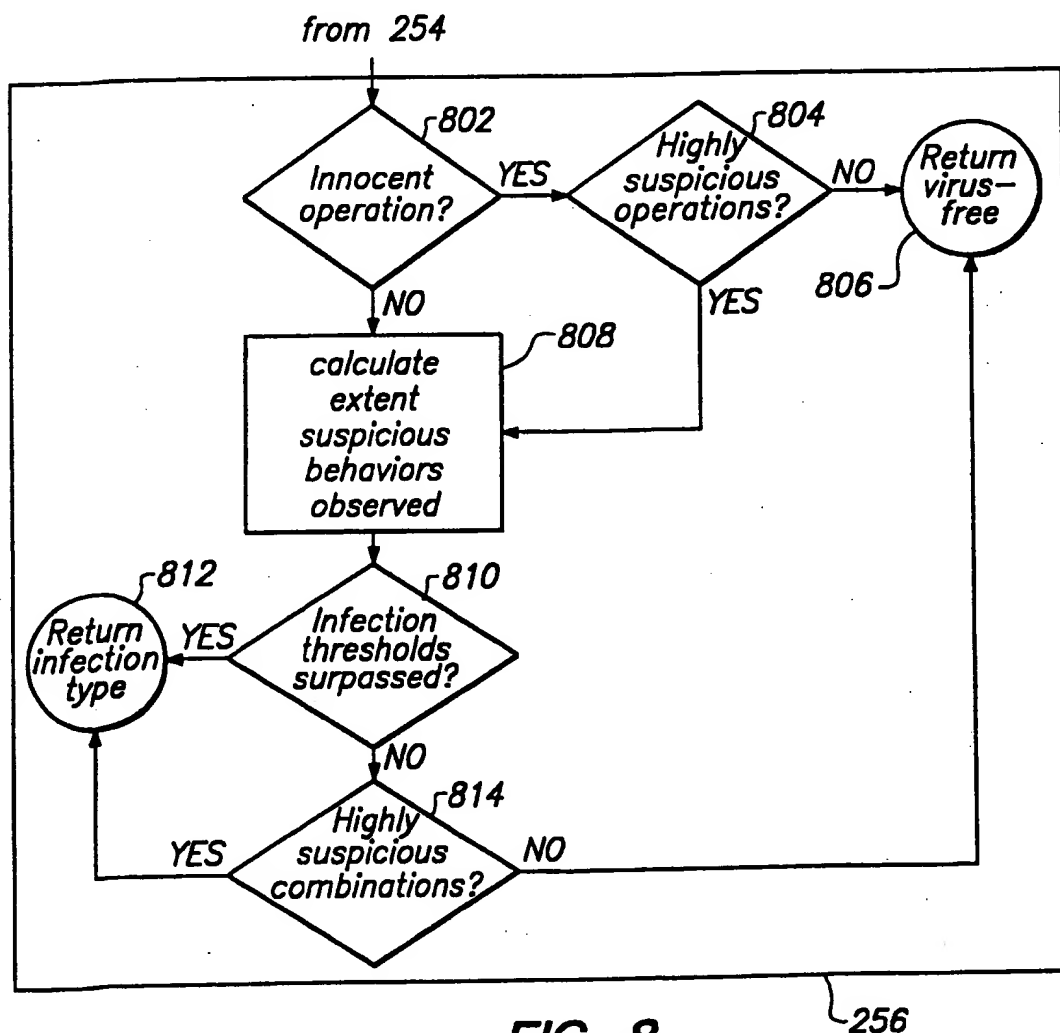 from 254
802
Innocent
operation?
YES
804
Highly
suspicious
operations?
NO
Return
virus-
free
806
YES
NO
808
calculate
extent
suspicious
behaviors
observed
810
Infection
thresholds
surpassed?
YES
812
Return
infection
type
NO
814
Highly
suspicious
combinations?
YES
NO
256
FIG. 8